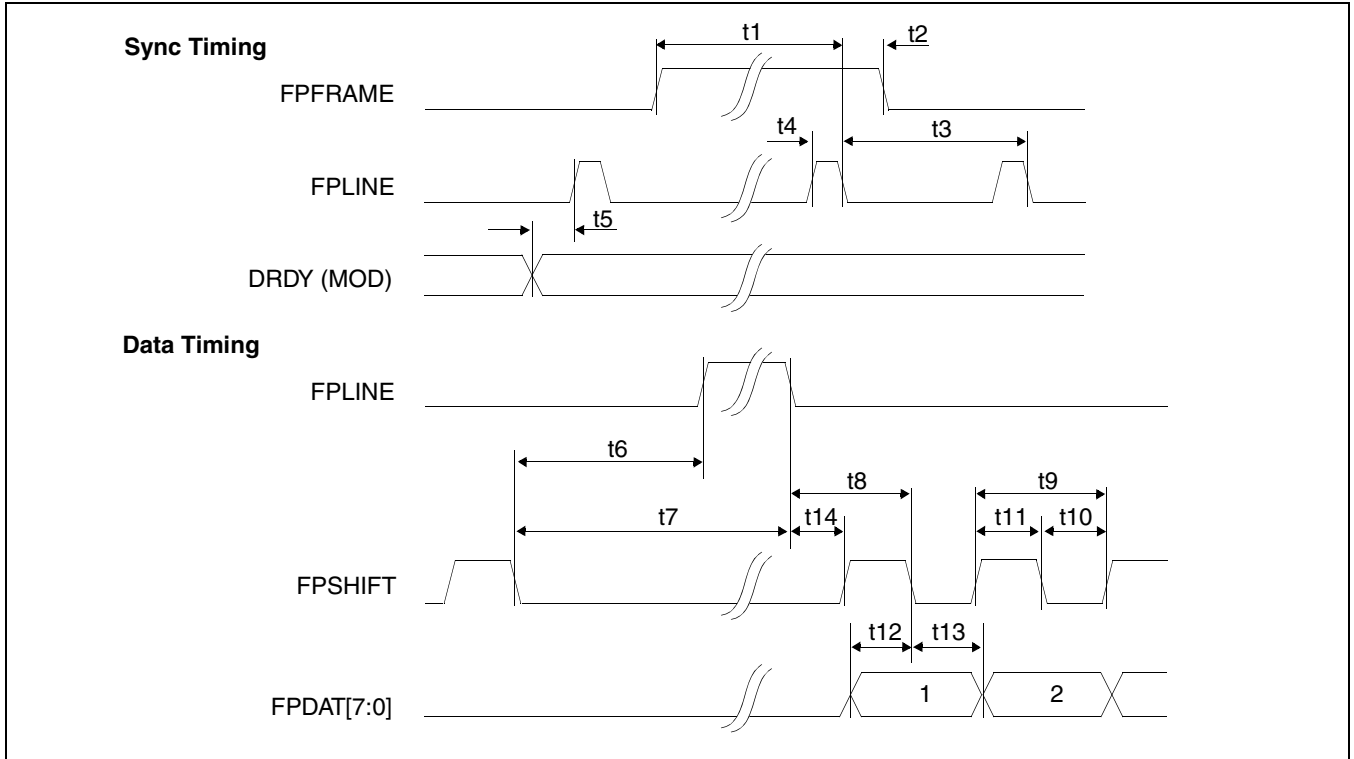 Sync Timing
t1
t2
FPFRAME
t4
t3
FPLINE
t5
DRDY (MOD)
Data Timing
FPLINE
t6
t8
t9
t7
t14
t11
t10
FPSHIFT
t12
t13
FPDAT[7:0]
1
2